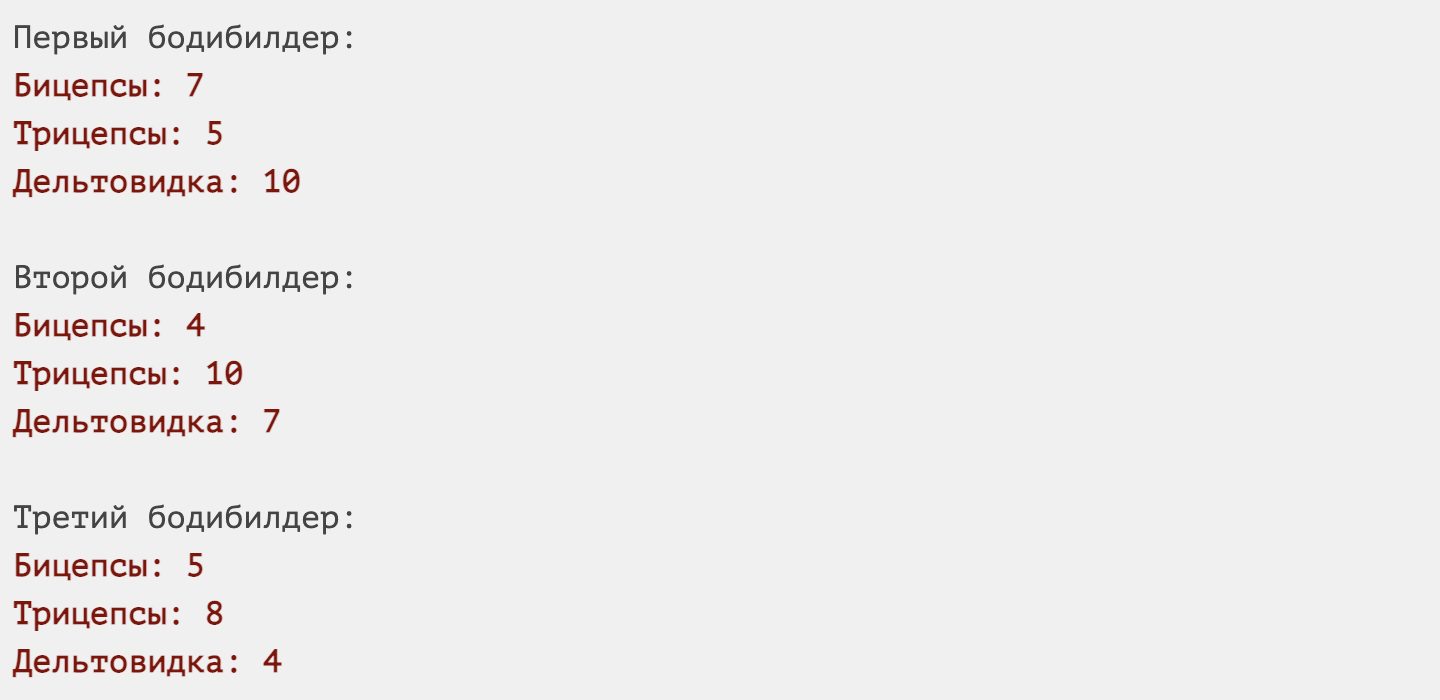 Первый бодибилдер:
Бицепсы: 7
Трицепсы: 5
Дельтовидка: 10
Второй бодибилдер:
Бицепсы: 4
Трицепсы: 10
Дельтовидка: 7
Третий бодибилдер:
Бицепсы: 5
Трицепсы: 8
Дельтовидка: 4